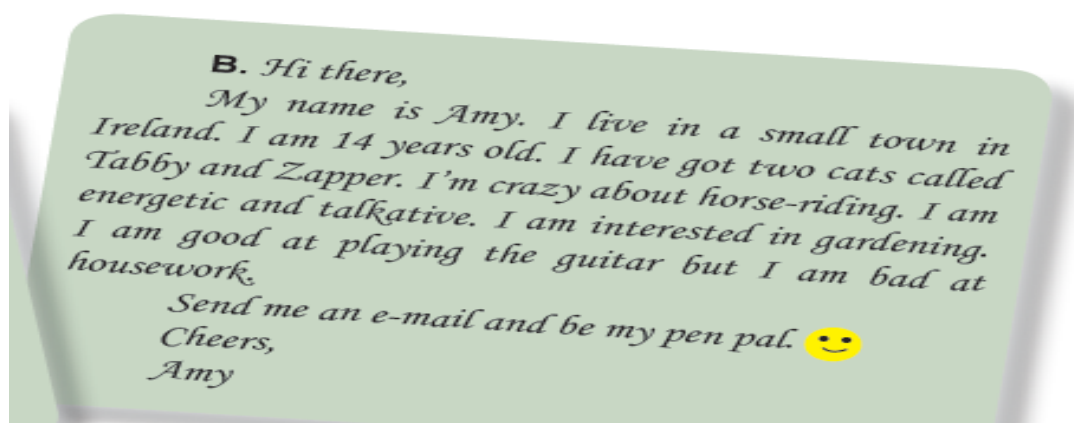 B. Hi there,
My name is Amy. I live in a small town in
Ireland. I am 14 years old. I have got two cats called
Tabby and Zapper. I'm crazy about horse-riding. I am
energetic and talkative. I am interested in gardening.
I am good at playing the guitar but I am bad at
housework.
Send me an e-mail and be my pen pal.
Cheers,
Amy